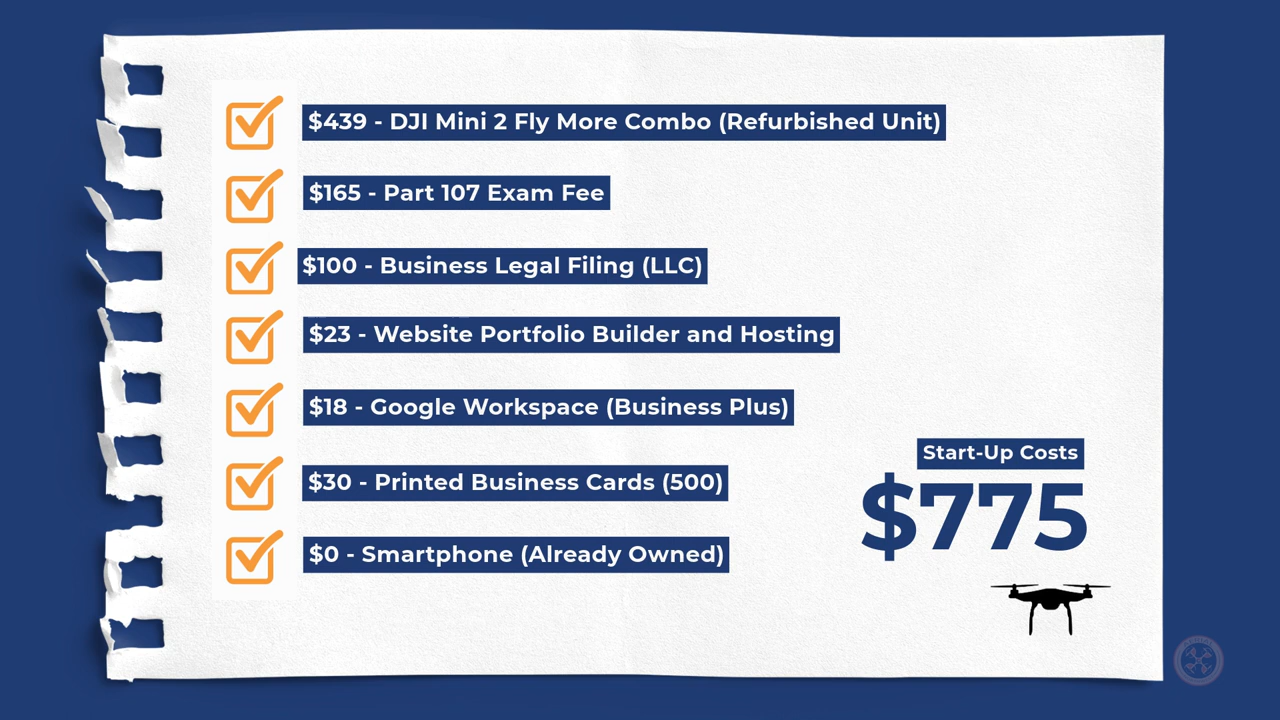 $439 - DJI Mini 2 Fly More Combo (Refurbished Unit)
$165 - Part 107 Exam Fee
$100 - Business Legal Filing (LLC)
$23 - Website Portfolio Builder and Hosting
$18 - Google Workspace (Business Plus)
$30 - Printed Business Cards (500)
$0 - Smartphone (Already Owned)
Start-Up Costs
$775